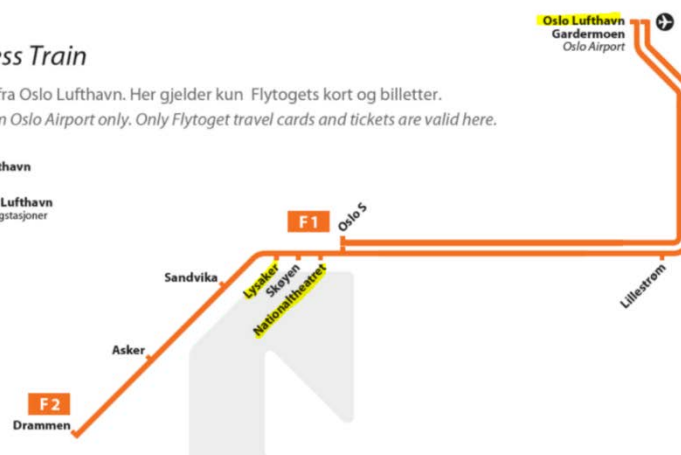 Oslo Lufthavn
Gardermoen
Oslo Airport
ss Train
fra Oslo Lufthavn. Her gjelder kun Flytogets kort og billetter.
Oslo Airport only. Only Flytoget travel cards and tickets are valid here.
thavn
Lufthavn
gstasjoner
F1
Oslo S
Sandvika
Lysaker
Skøyen
Nationaltheatret
Lillestrøm
Asker
F2
Drammen